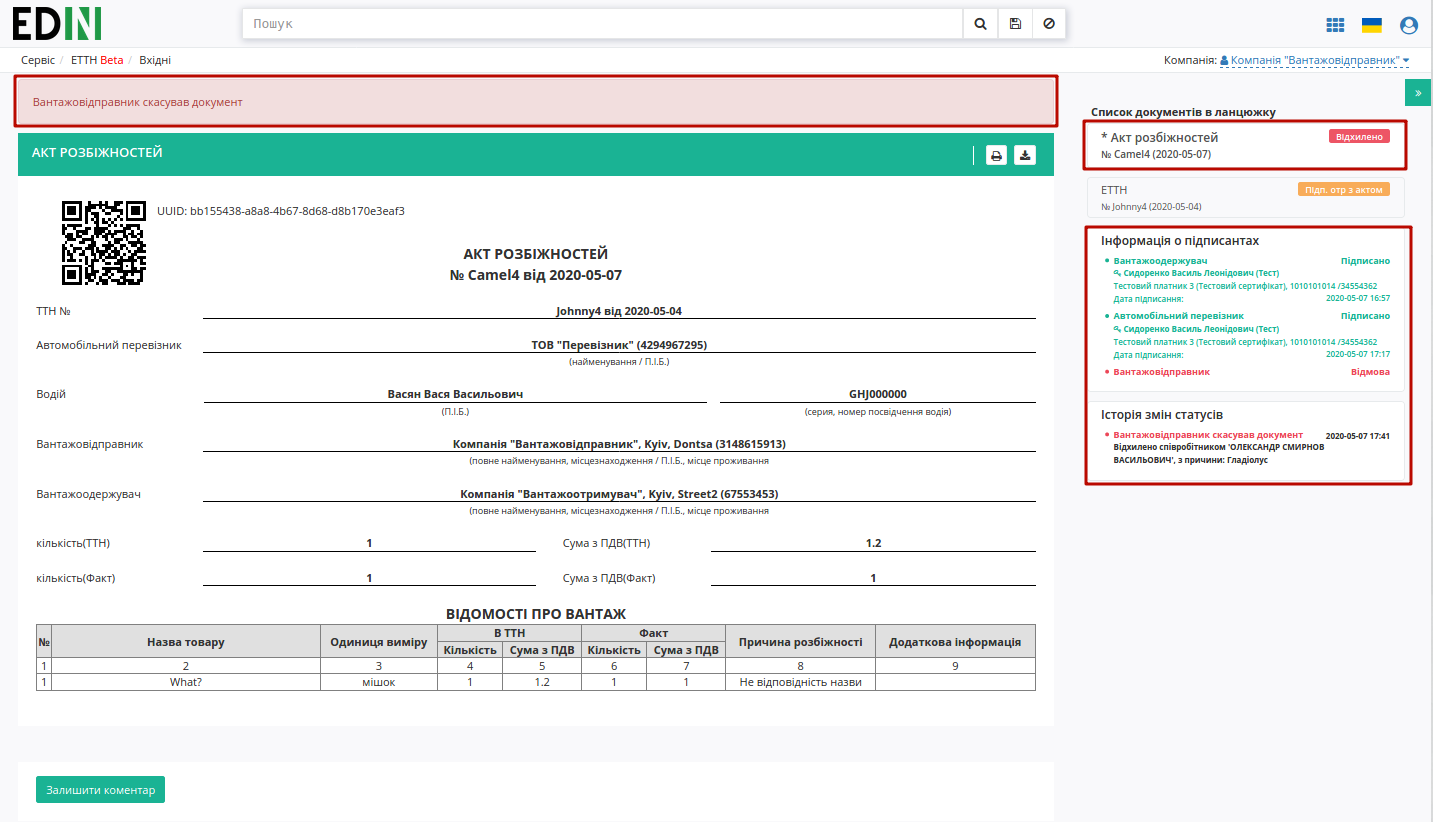 EDIN
Пошук
Сервіс / ЕТТН Beta / Вхідні
Компанія: Компанія "Вантажовідправник"
Вантажовідправник скасував документ
АКТ РОЗБІЖНОСТЕЙ
UUID: bb155438-a8a8-4b67-8d68-d8b170e3eaf3
АКТ РОЗБІЖНОСТЕЙ
№ Camel4 від 2020-05-07
ТТН № Johnny4 від 2020-05-04
Автомобільний перевізник ТОВ "Перевізник" (4294967295)
(найменування / П.І.Б.)
Водій Васян Вася Васильович GHJ000000
(П.І.Б.) (серия, номер посвідчення водія)
Вантажовідправник Компанія "Вантажовідправник", Kyiv, Dontsa (3148615913)
(повне найменування, місцезнаходження / П.І.Б., місце проживання
Вантажоодержувач Компанія "Вантажоотримувач", Kyiv, Street2 (67553453)
(повне найменування, місцезнаходження / П.І.Б., місце проживання
кількість(ТТН) 1 Сума з ПДВ(ТТН) 1.2
кількість(Факт) 1 Сума з ПДВ(Факт) 1
ВІДОМОСТІ ПРО ВАНТАЖ
№ Назва товару Одиниця виміру В ТТН Факт Причина розбіжності Додаткова інформація
Кількість Сума з ПДВ Кількість Сума з ПДВ
1 2 3 4 5 6 7 8 9
1 What? мішок 1 1.2 1 1 Не відповідність назви
Залишити коментар
»
Список документів в ланцюжку
* Акт розбіжностей Відхилено
№ Camel4 (2020-05-07)
ЕТТН Підп. отр з актом
№ Johnny4 (2020-05-04)
Інформація о підписантах
Вантажоодержувач Підписано
Сидоренко Василь Леонідович (Тест)
Тестовий платник 3 (Тестовий сертифікат), 1010101014 /34554362
Дата підписання: 2020-05-07 16:57
Автомобільний перевізник Підписано
Сидоренко Василь Леонідович (Тест)
Тестовий платник 3 (Тестовий сертифікат), 1010101014 /34554362
Дата підписання: 2020-05-07 17:17
Вантажовідправник Відмова
Історія змін статусів
Вантажовідправник скасував документ 2020-05-07 17:41
Відхилено співробітником 'ОЛЕКСАНДР СМИРНОВ
ВАСИЛЬОВИЧ', з причини: Гладіолус